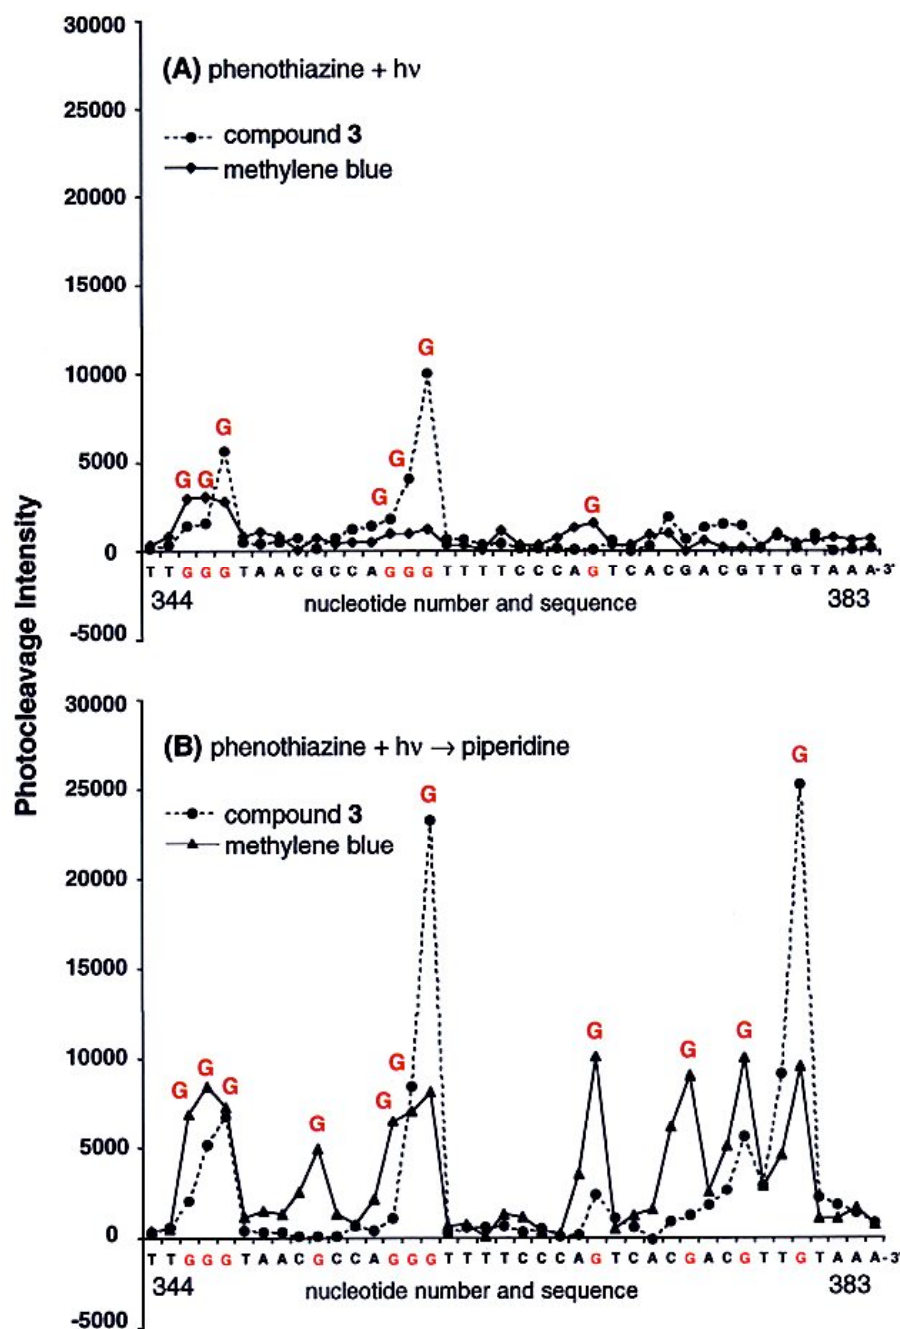 Photocleavage Intensity
30000
(A) phenothiazine + hν
25000
compound 3
methylene blue
20000
15000
10000
G
G
5000
G
G G
G
G
0
T T G G G T A A C G C C A G G G T T T T C C C A G T C A C G A C G T T G T A A A-3'
344 nucleotide number and sequence 383
-5000
30000
(B) phenothiazine + hν → piperidine
G
25000
compound 3
G
methylene blue
20000
15000
G G
G
10000
G
G
G G
G
G
5000
0
T T G G G T A A C G C C A G G G T T T T C C C A G T C A C G A C G T T G T A A A-3'
344 nucleotide number and sequence 383
-5000